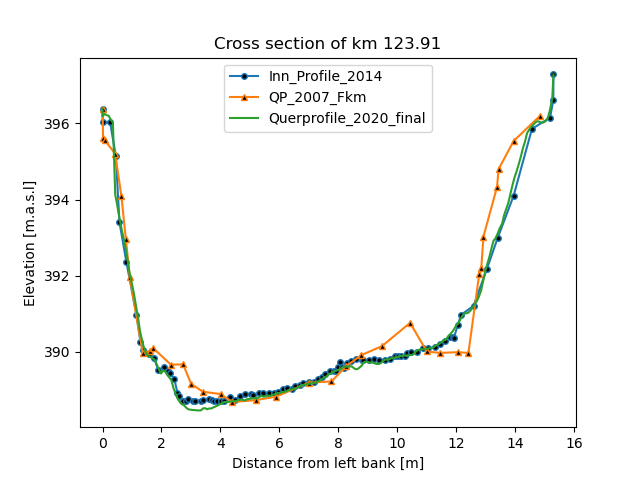 Cross section of km 123.91
Inn_Profile_2014
QP_2007_Fkm
Querprofile_2020_final
396
394
392
390
Elevation [m.a.s.l]
0 2 4 6 8 10 12 14 16
Distance from left bank [m]